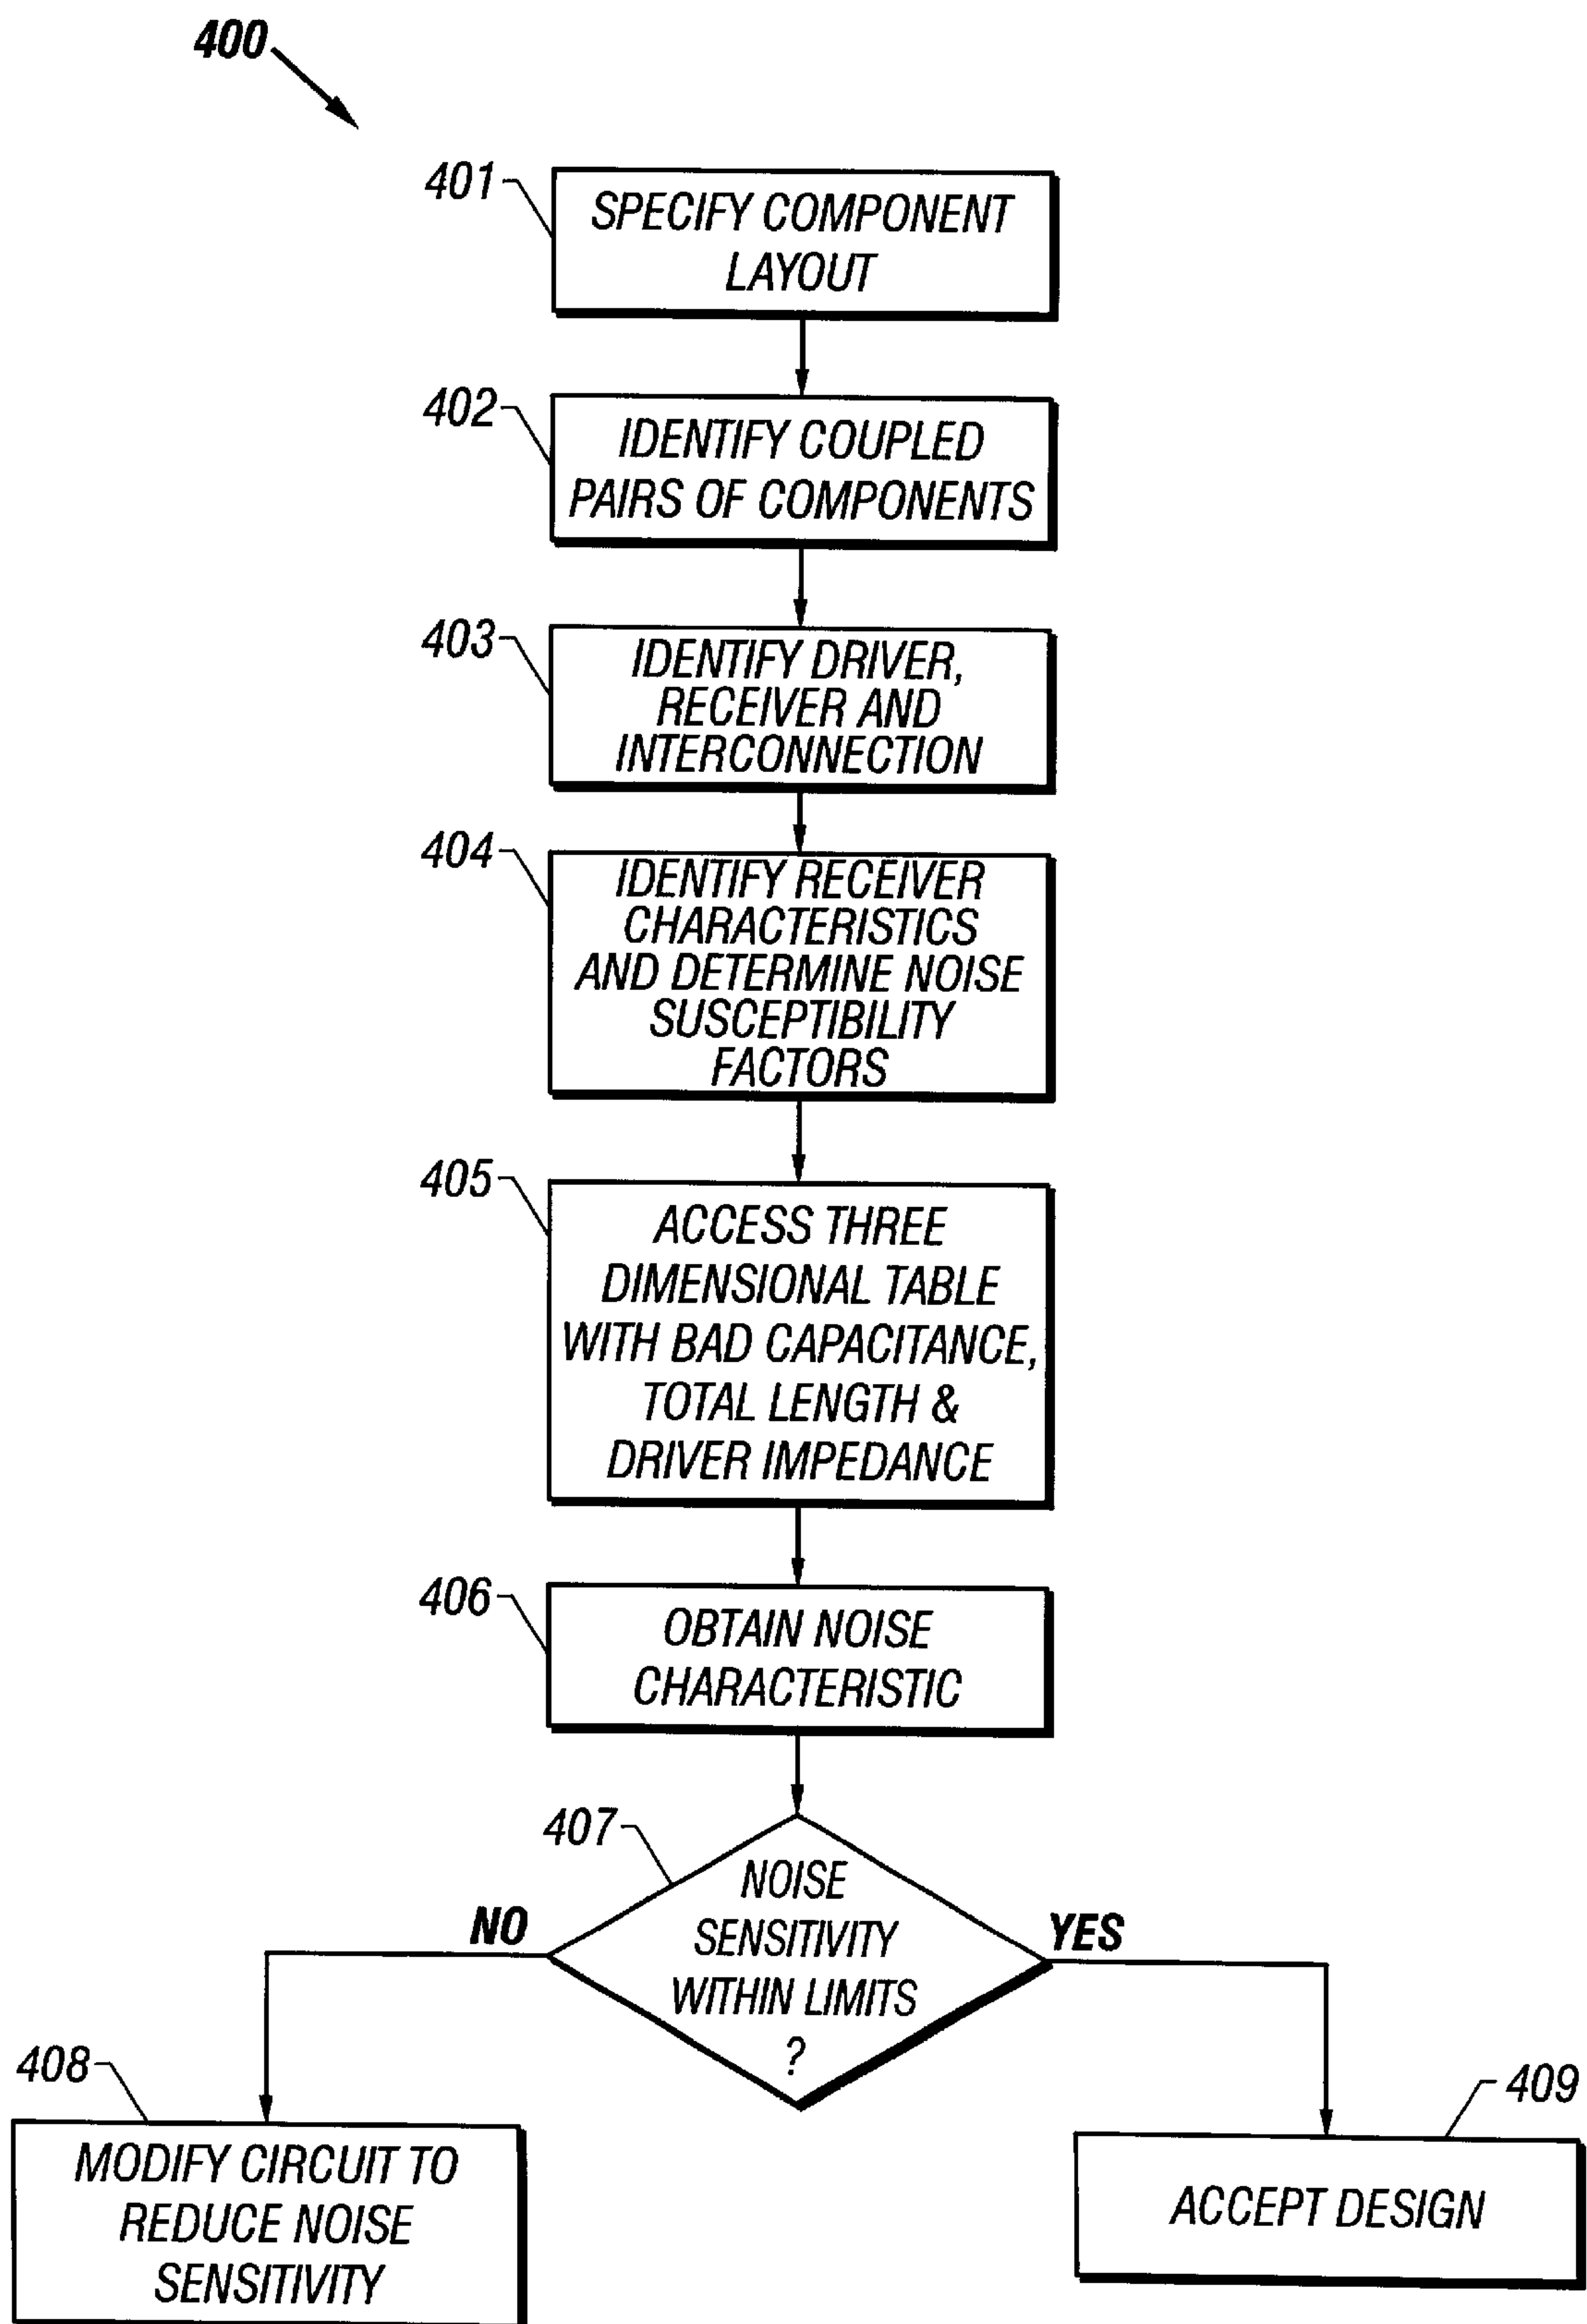 400
401
SPECIFY COMPONENT
LAYOUT
402
IDENTIFY COUPLED
PAIRS OF COMPONENTS
403
IDENTIFY DRIVER,
RECEIVER AND
INTERCONNECTION
404
IDENTIFY RECEIVER
CHARACTERISTICS
AND DETERMINE NOISE
SUSCEPTIBILITY
FACTORS
405
ACCESS THREE
DIMENSIONAL TABLE
WITH BAD CAPACITANCE,
TOTAL LENGTH &
DRIVER IMPEDANCE
406
OBTAIN NOISE
CHARACTERISTIC
407
NOISE
SENSITIVITY
WITHIN LIMITS
?
NO
YES
408
MODIFY CIRCUIT TO
REDUCE NOISE
SENSITIVITY
409
ACCEPT DESIGN